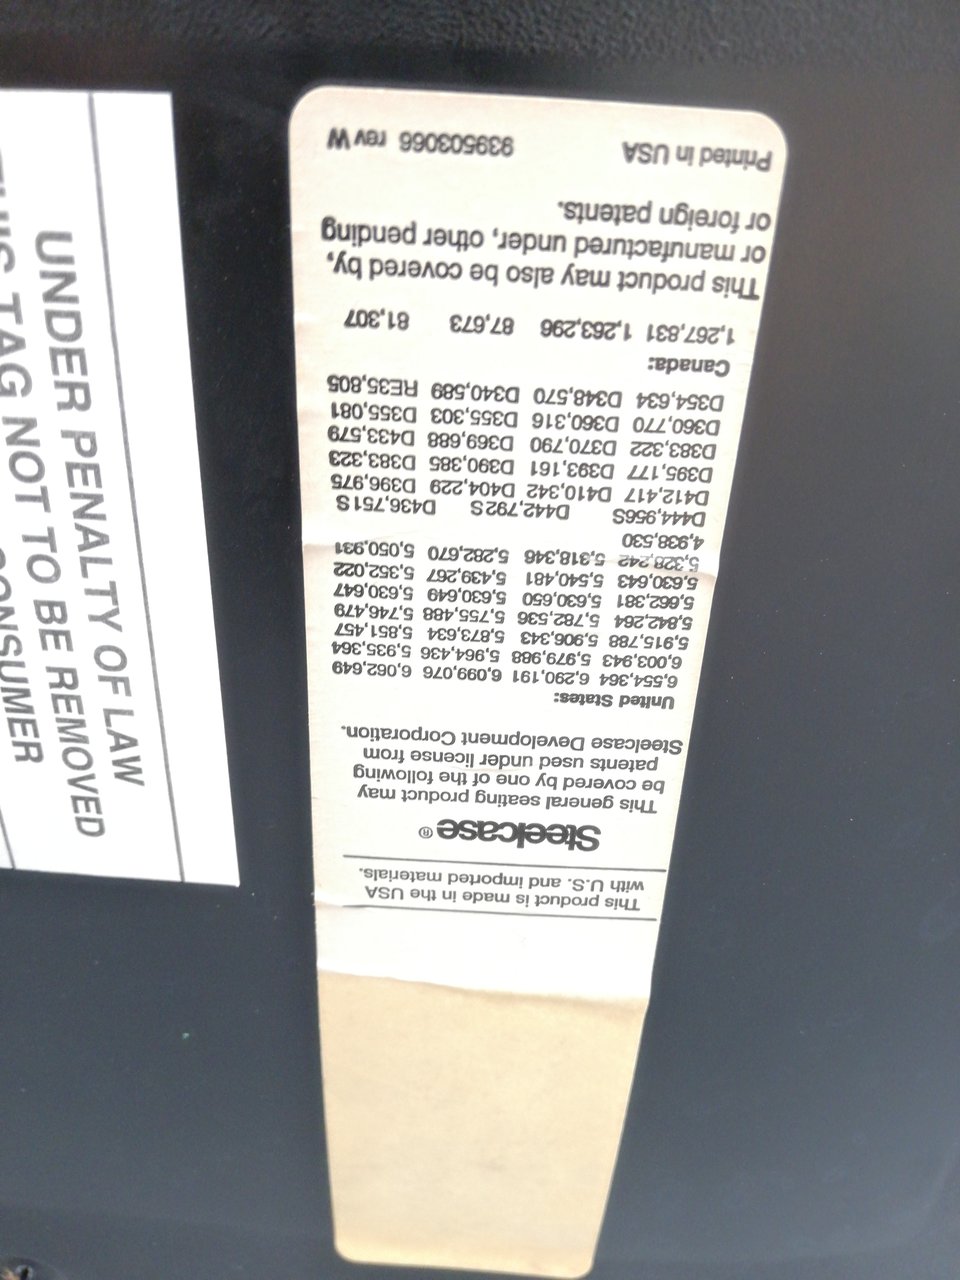 This product is made in the USA
with U.S. and imported materials.
Steelcase ®
This general seating product may
be covered by one of the following
patents used under license from
Steelcase Development Corporation.
United States:
6,554,364 6,290,191 6,099,076 6,062,649
6,003,943 5,979,988 5,964,436 5,935,364
5,915,788 5,906,343 5,873,634 5,851,457
5,842,264 5,782,536 5,755,488 5,746,479
5,662,381 5,630,650 5,630,649 5,630,647
5,630,643 5,540,481 5,439,267 5,352,022
5,328,242 5,318,346 5,282,670 5,050,931
4,938,530
D444,956S D442,792S D436,751S
D412,417 D410,342 D404,229 D396,975
D395,177 D393,161 D390,385 D383,323
D383,322 D370,790 D369,688 D433,579
D360,770 D360,316 D355,303 D355,081
D354,634 D348,570 D340,589 RE35,805
Canada:
1,267,831 1,263,296 87,673 81,307
This product may also be covered by,
or manufactured under, other pending
or foreign patents.
Printed in USA 939503066 rev W
UNDER PENALTY OF LAW
THIS TAG NOT TO BE REMOVED
CONSUMER